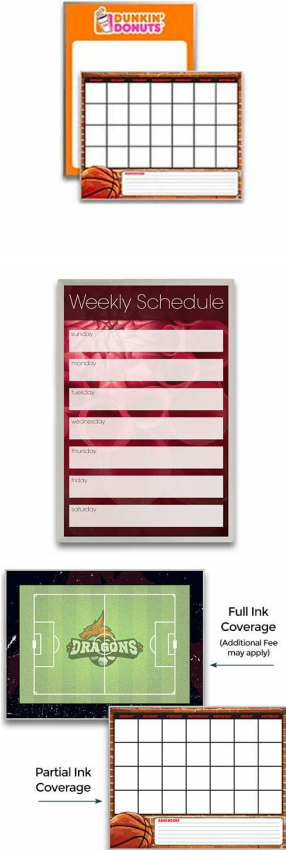 DUNKIN'
DONUTS
Weekly Schedule
sunday
monday
tuesday
wednesday
thursday
friday
saturday
DRAGONS
Full Ink
Coverage
(Additional Fee
may apply)
Partial Ink
Coverage
REMINDERS